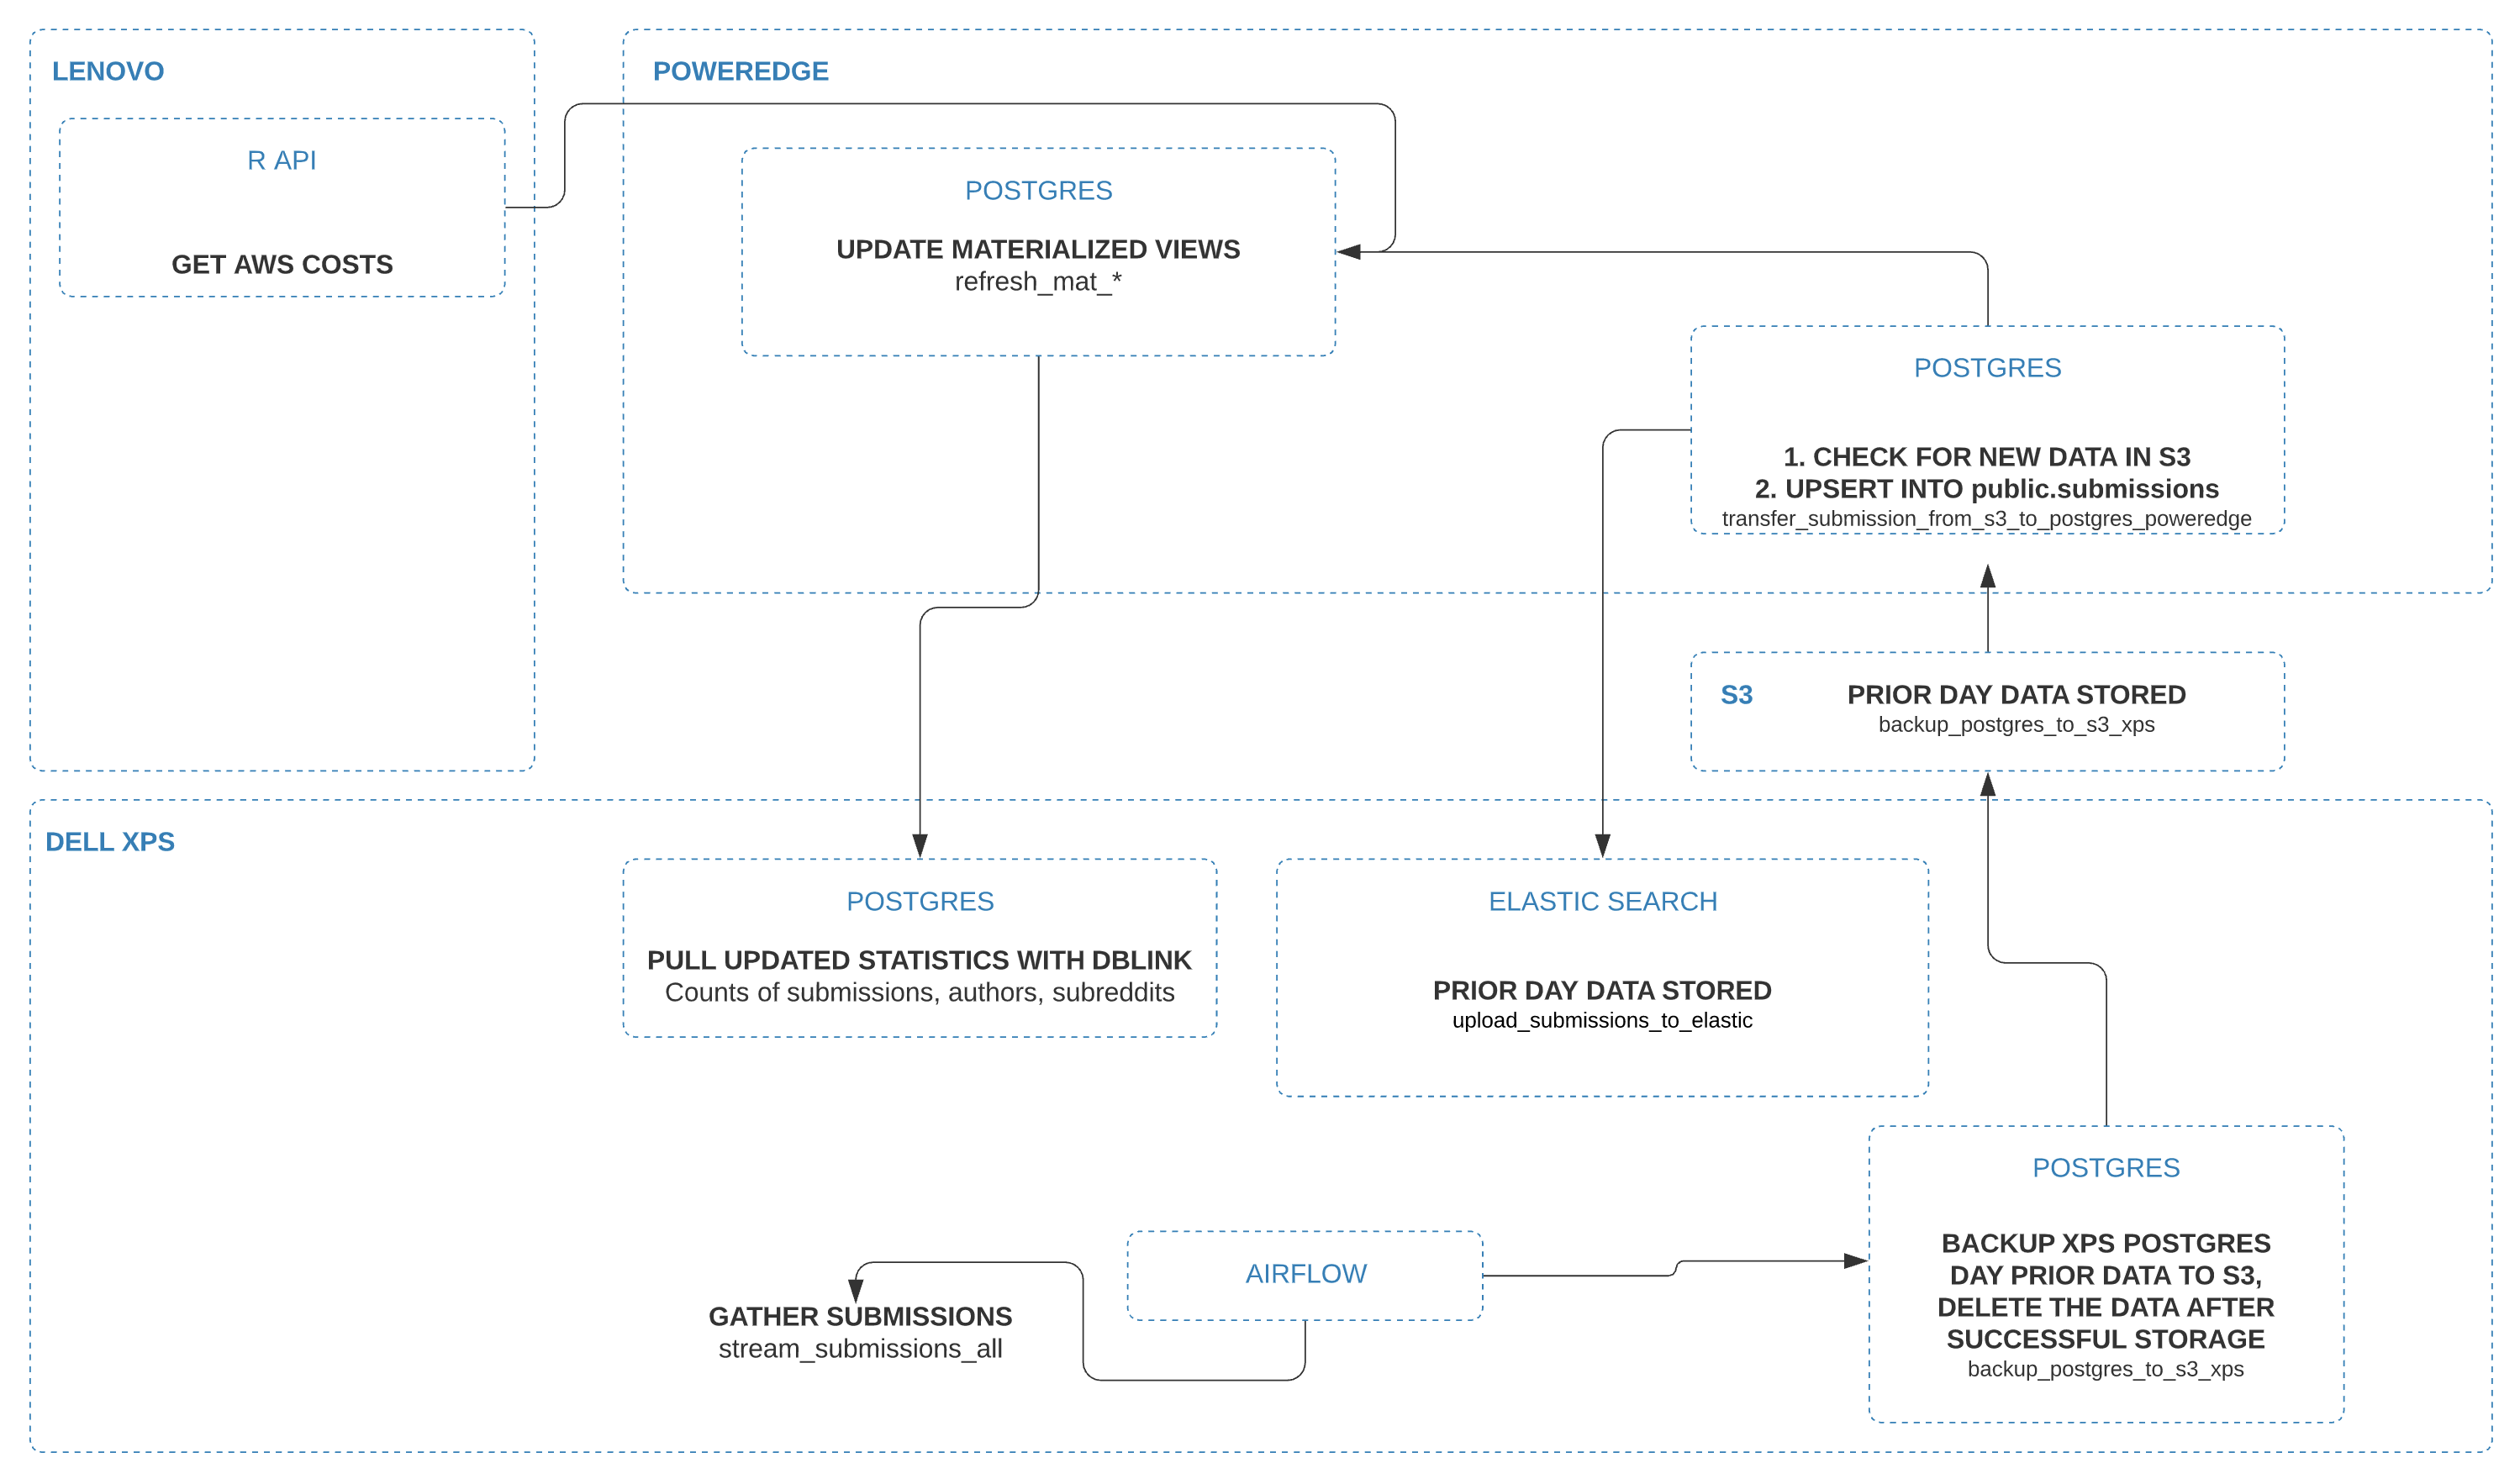 LENOVO
R API
GET AWS COSTS
POWEREDGE
POSTGRES
UPDATE MATERIALIZED VIEWS
refresh_mat_*
POSTGRES
1. CHECK FOR NEW DATA IN S3
2. UPSERT INTO public.submissions
transfer_submission_from_s3_to_postgres_poweredge
S3
PRIOR DAY DATA STORED
backup_postgres_to_s3_xps
DELL XPS
POSTGRES
PULL UPDATED STATISTICS WITH DBLINK
Counts of submissions, authors, subreddits
ELASTIC SEARCH
PRIOR DAY DATA STORED
upload_submissions_to_elastic
POSTGRES
BACKUP XPS POSTGRES
DAY PRIOR DATA TO S3,
DELETE THE DATA AFTER
SUCCESSFUL STORAGE
backup_postgres_to_s3_xps
AIRFLOW
GATHER SUBMISSIONS
stream_submissions_all